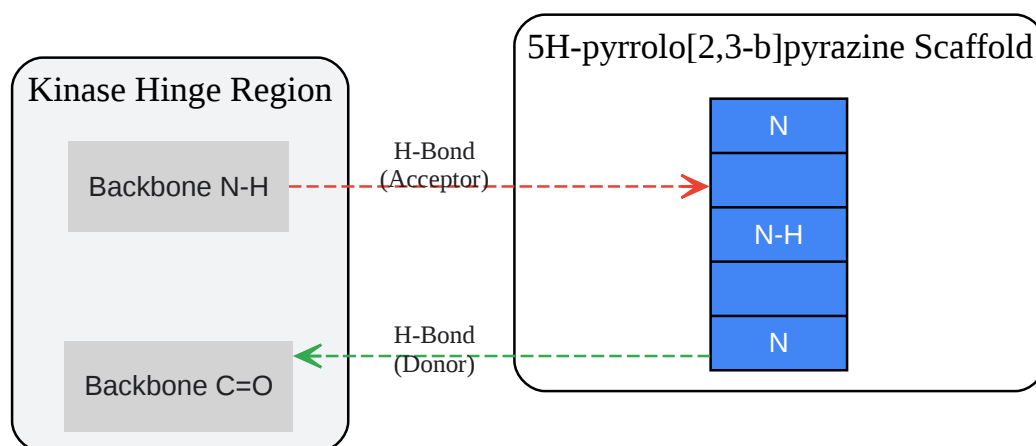 5H-pyrrolo[2,3-b]pyrazine Scaffold
Kinase Hinge Region
N
H-Bond
(Acceptor)
Backbone N-H
N-H
H-Bond
(Donor)
N
Backbone C=O